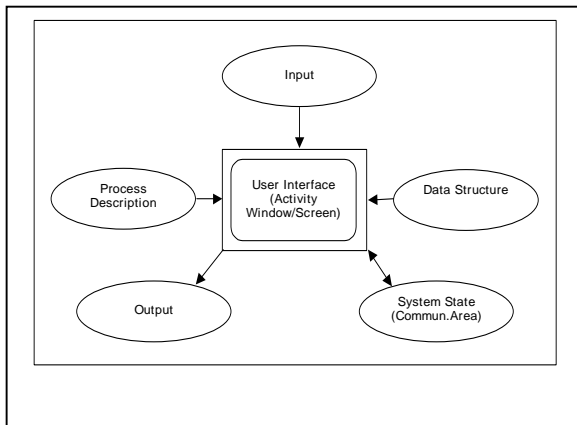 Input
Process
Description
User Interface
(Activity
Window/Screen)
Data Structure
Output
System State
(Commun.Area)